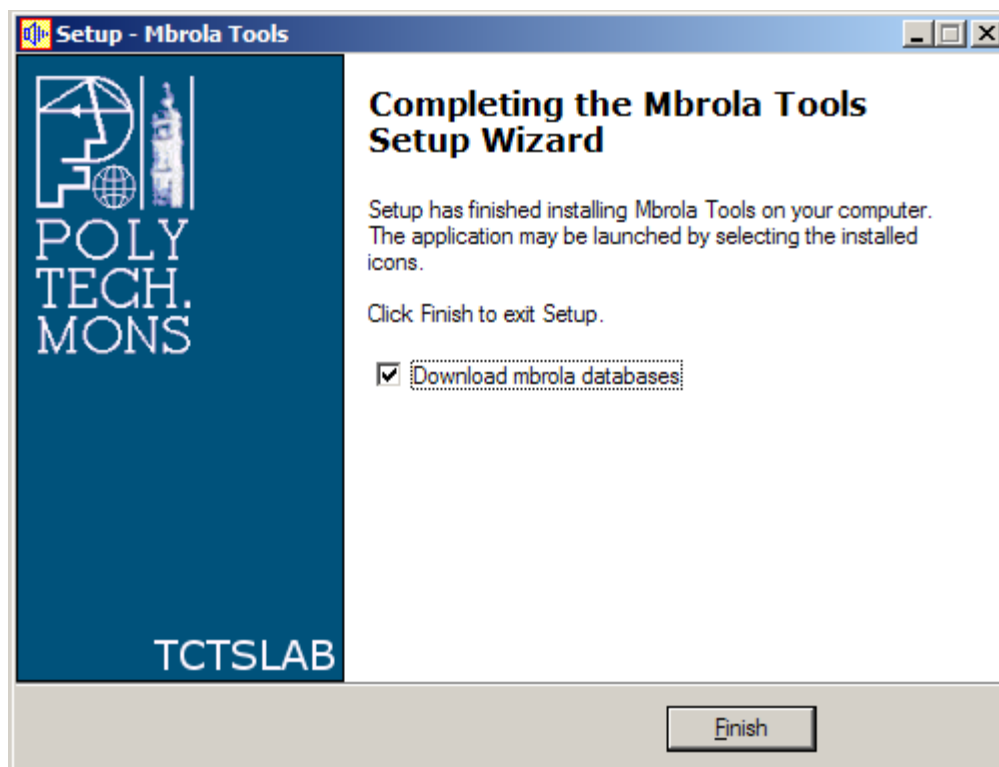 Setup - Mbrola Tools
POLY
TECH.
MONS
TCTSLAB
Completing the Mbrola Tools
Setup Wizard
Setup has finished installing Mbrola Tools on your computer.
The application may be launched by selecting the installed
icons.
Click Finish to exit Setup.
Download mbrola databases
Finish